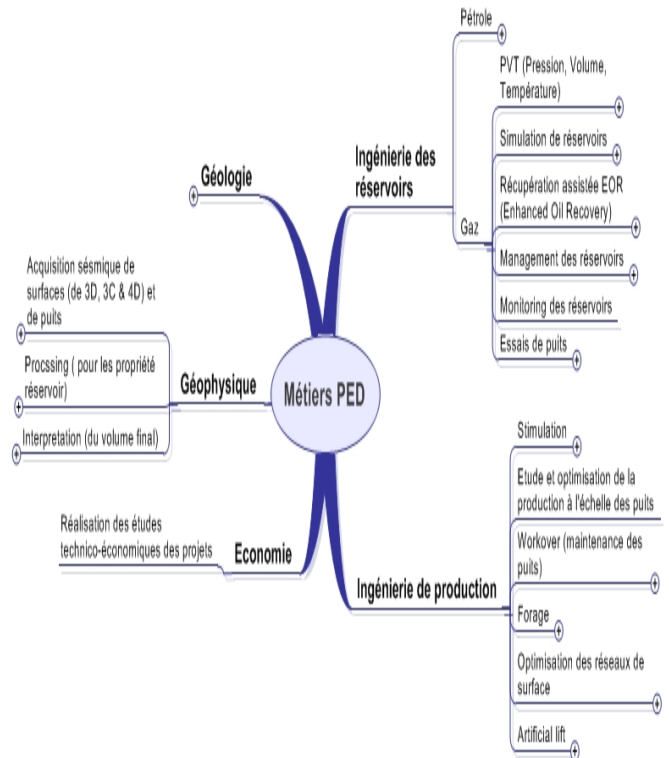 Métiers PED
Géologie
Géophysique
Acquisition sésmique de
surfaces (de 3D, 3C & 4D) et
de puits
Procssing ( pour les propriété
réservoir)
Interpretation (du volume final)
Economie
Réalisation des études
technico-économiques des projets
Ingénierie des
réservoirs
Pétrole
Gaz
PVT (Pression, Volume,
Température)
Simulation de réservoirs
Récupération assistée EOR
(Enhanced Oil Recovery)
Management des réservoirs
Monitoring des réservoirs
Essais de puits
Ingénierie de production
Stimulation
Etude et optimisation de la
production à l'échelle des puits
Workover (maintenance des
puits)
Forage
Optimisation des réseaux de
surface
Artificial lift